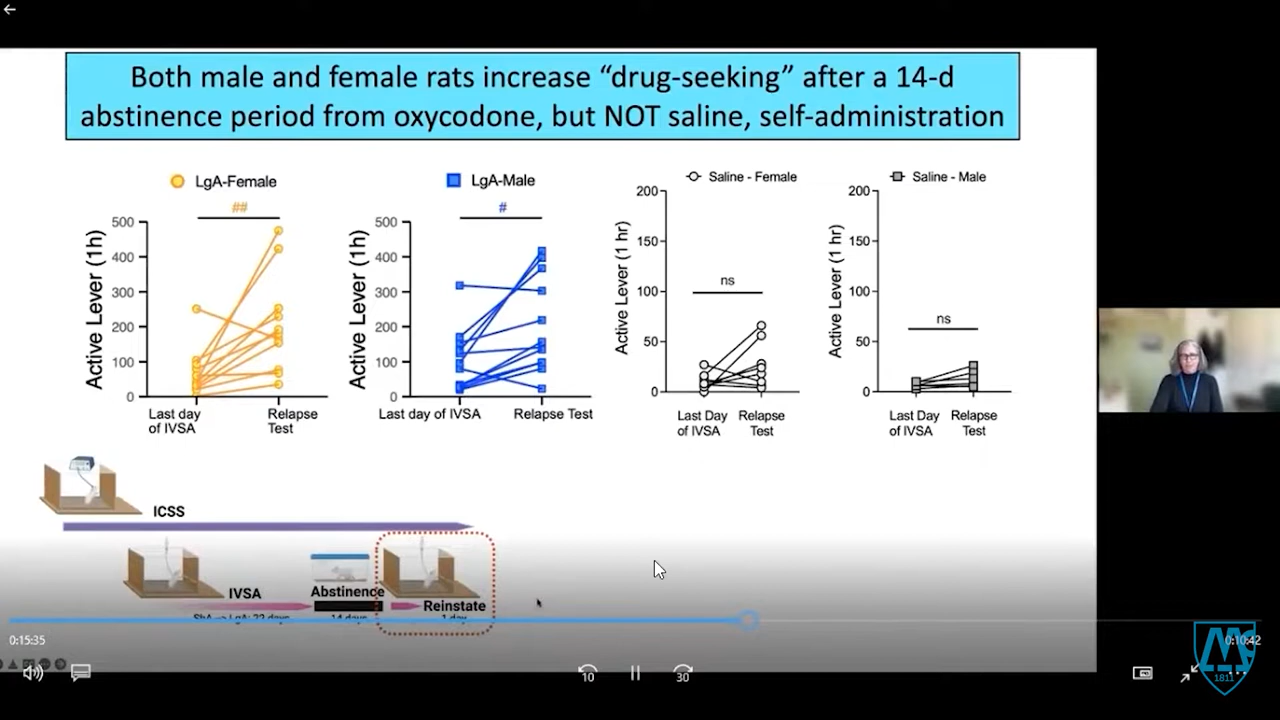 Both male and female rats increase “drug-seeking” after a 14-d
abstinence period from oxycodone, but NOT saline, self-administration
LgA-Female
##
Active Lever (1h)
500
400
300
200
100
0
Last day
of IVSA
Relapse
Test
LgA-Male
#
Active Lever (1h)
500
400
300
200
100
0
Last day of IVSA
Relapse Test
Saline - Female
ns
Active Lever (1 hr)
200
150
100
50
0
Last Day
of IVSA
Relapse
Test
Saline - Male
ns
Active Lever (1 hr)
200
150
100
50
0
Last Day
of IVSA
Relapse
Test
ICSS
IVSA
Abstinence
Reinstate
14 days
1 day
0:15:35
0:10:42
10
30
1811